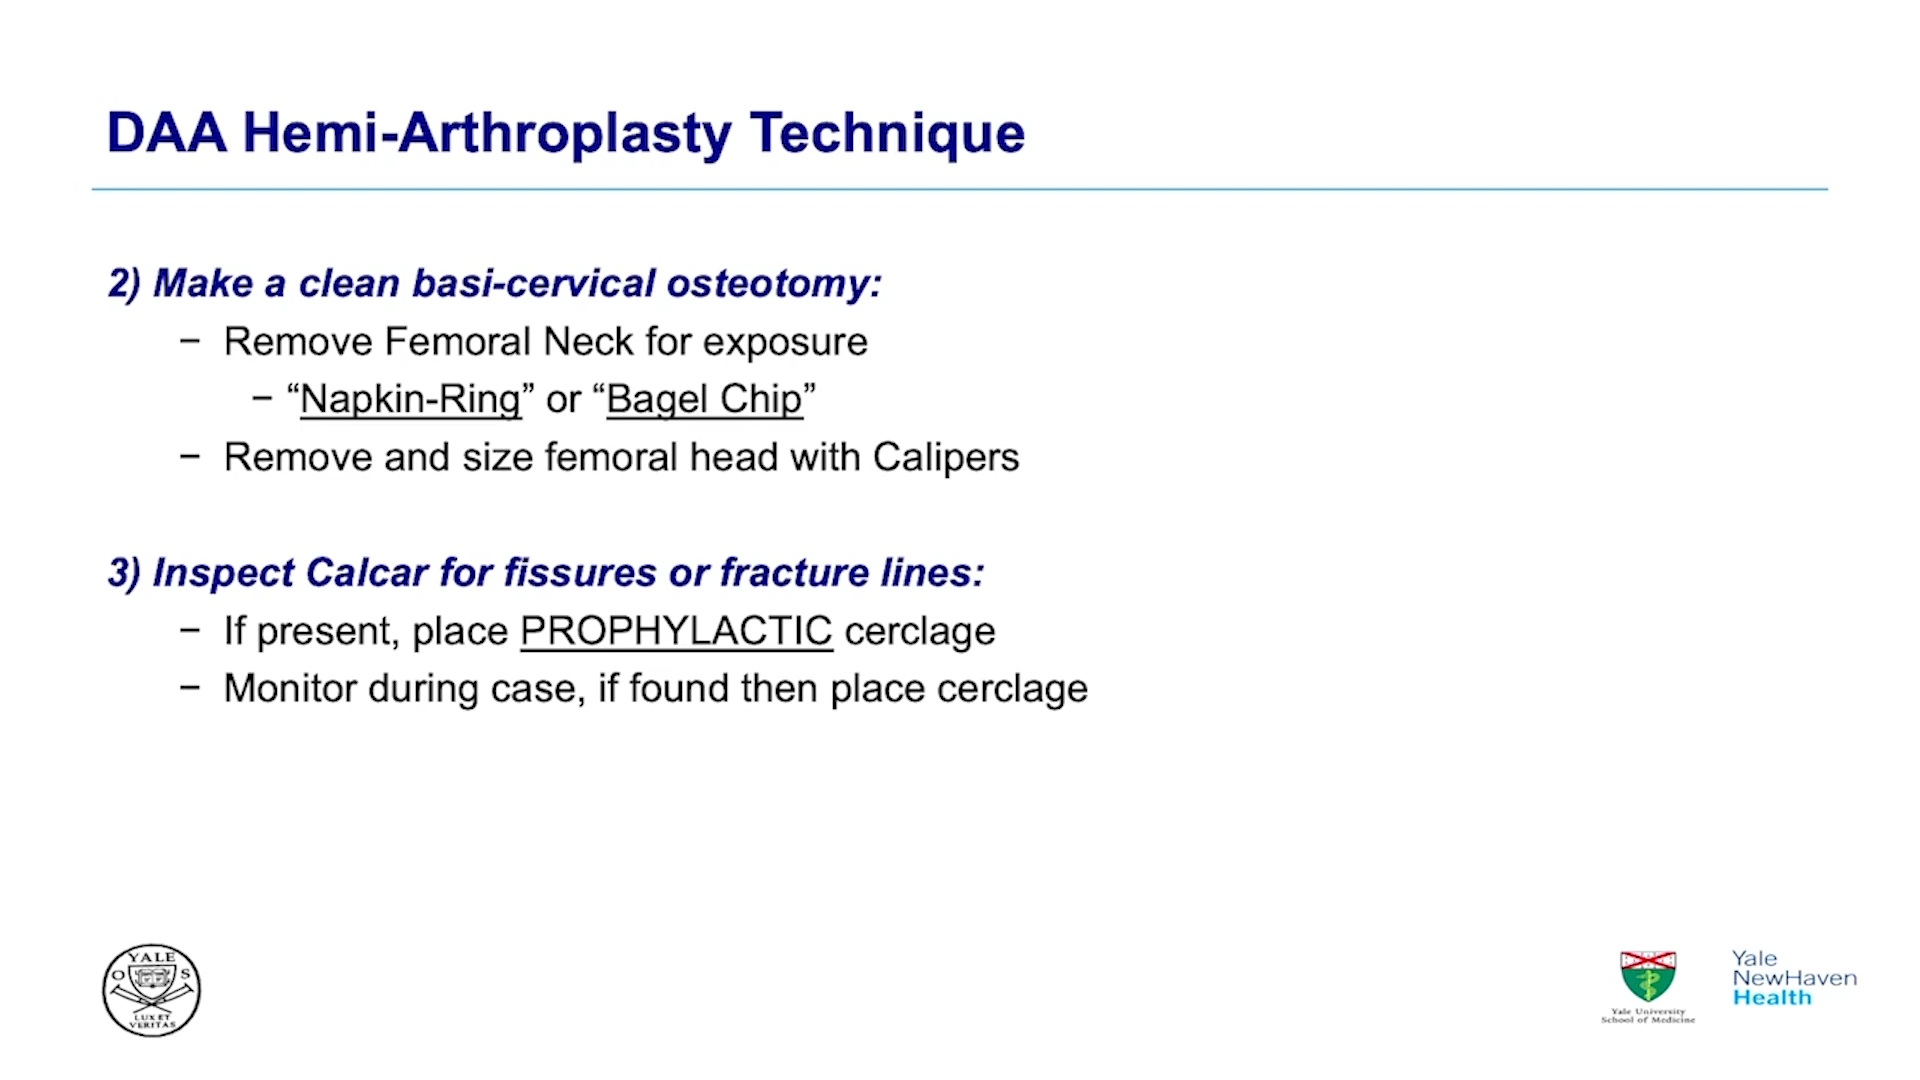 DAA Hemi-Arthroplasty Technique
2) Make a clean basi-cervical osteotomy:
− Remove Femoral Neck for exposure
− “Napkin-Ring” or “Bagel Chip”
− Remove and size femoral head with Calipers
3) Inspect Calcar for fissures or fracture lines:
− If present, place PROPHYLACTIC cerclage
− Monitor during case, if found then place cerclage
YALE
O S
LUX ET
VERITAS
Yale University
School of Medicine
Yale
NewHaven
Health